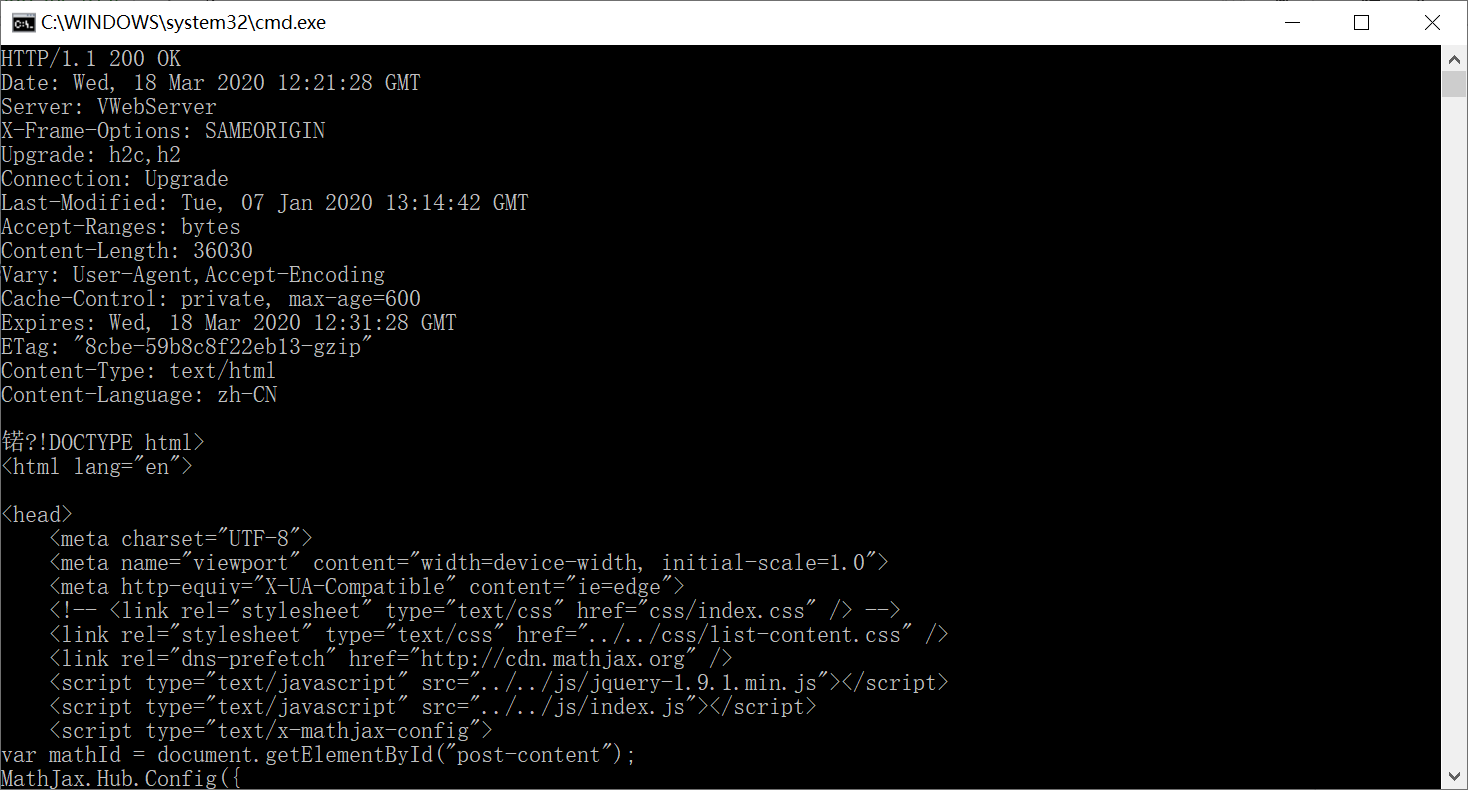 C:\WINDOWS\system32\cmd.exe
HTTP/1.1 200 OK
Date: Wed, 18 Mar 2020 12:21:28 GMT
Server: VWebServer
X-Frame-Options: SAMEORIGIN
Upgrade: h2c,h2
Connection: Upgrade
Last-Modified: Tue, 07 Jan 2020 13:14:42 GMT
Accept-Ranges: bytes
Content-Length: 36030
Vary: User-Agent,Accept-Encoding
Cache-Control: private, max-age=600
Expires: Wed, 18 Mar 2020 12:31:28 GMT
ETag: "8cbe-59b8c8f22eb13-gzip"
Content-Type: text/html
Content-Language: zh-CN

锘?!DOCTYPE html>
<html lang="en">

<head>
    <meta charset="UTF-8">
    <meta name="viewport" content="width=device-width, initial-scale=1.0">
    <meta http-equiv="X-UA-Compatible" content="ie=edge">
    <!-- <link rel="stylesheet" type="text/css" href="css/index.css" /> -->
    <link rel="stylesheet" type="text/css" href="../../css/list-content.css" />
    <link rel="dns-prefetch" href="http://cdn.mathjax.org" />
    <script type="text/javascript" src="../../js/jquery-1.9.1.min.js"></script>
    <script type="text/javascript" src="../../js/index.js"></script>
    <script type="text/x-mathjax-config">
var mathId = document.getElementById("post-content");
MathJax.Hub.Config({